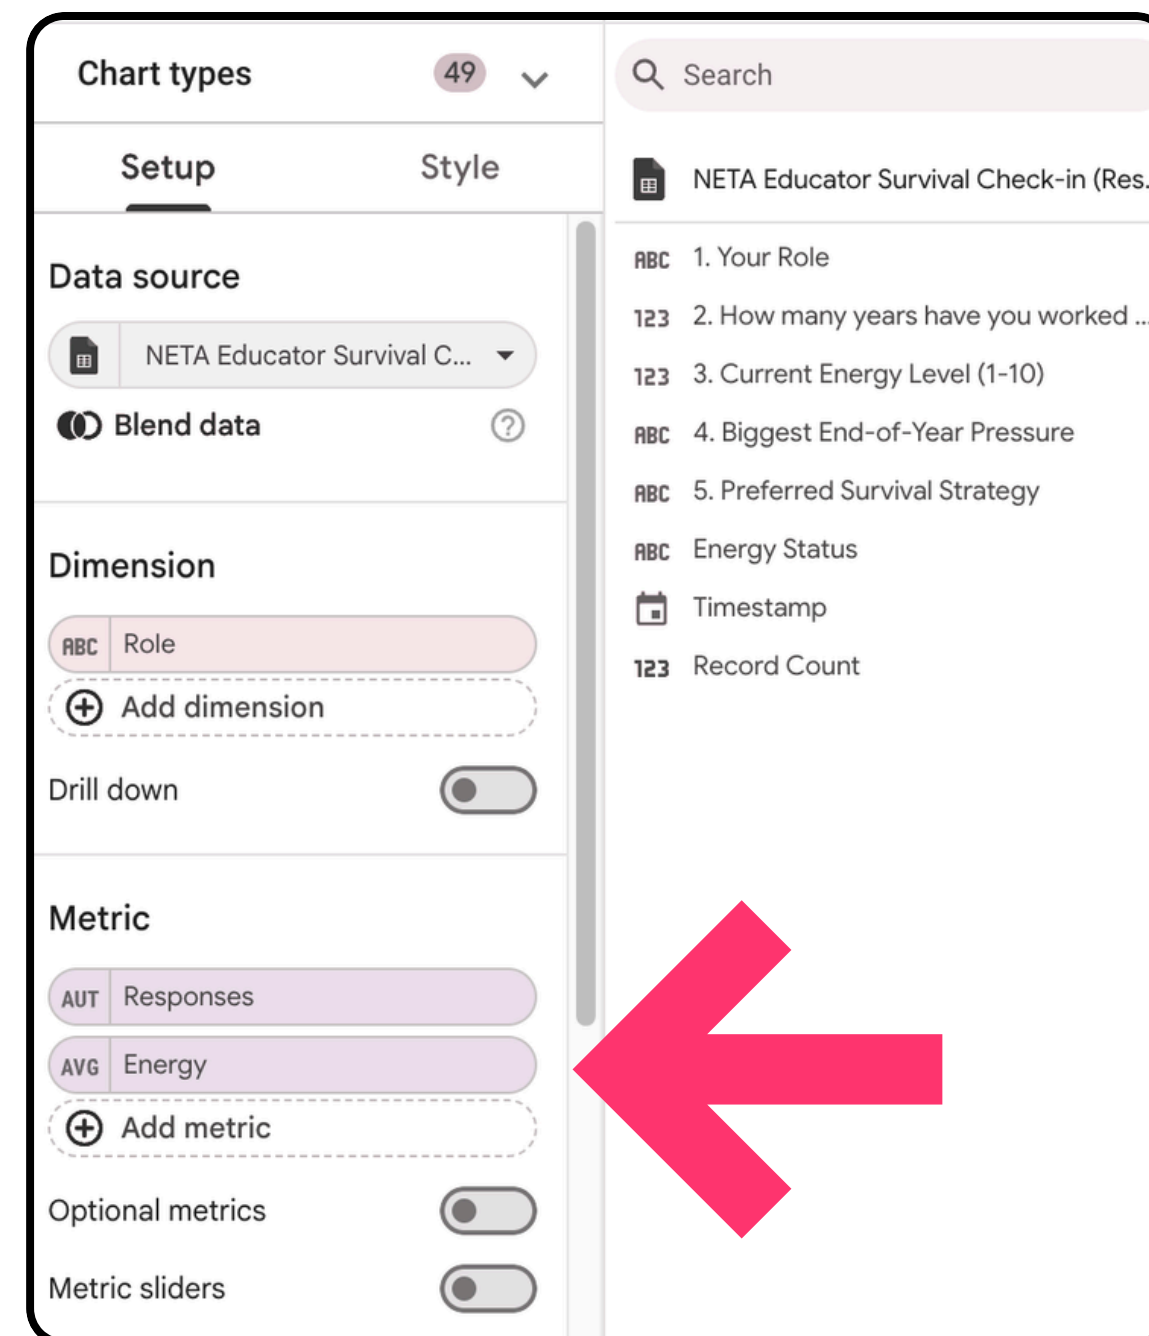 Chart types
49
Setup
Style
Data source
NETA Educator Survival C...
Blend data
?
Dimension
ABC Role
Add dimension
Drill down
Metric
AUT Responses
AVG Energy
Add metric
Optional metrics
Metric sliders
Search
NETA Educator Survival Check-in (Res.
ABC 1. Your Role
123 2. How many years have you worked ...
123 3. Current Energy Level (1-10)
ABC 4. Biggest End-of-Year Pressure
ABC 5. Preferred Survival Strategy
ABC Energy Status
Timestamp
123 Record Count